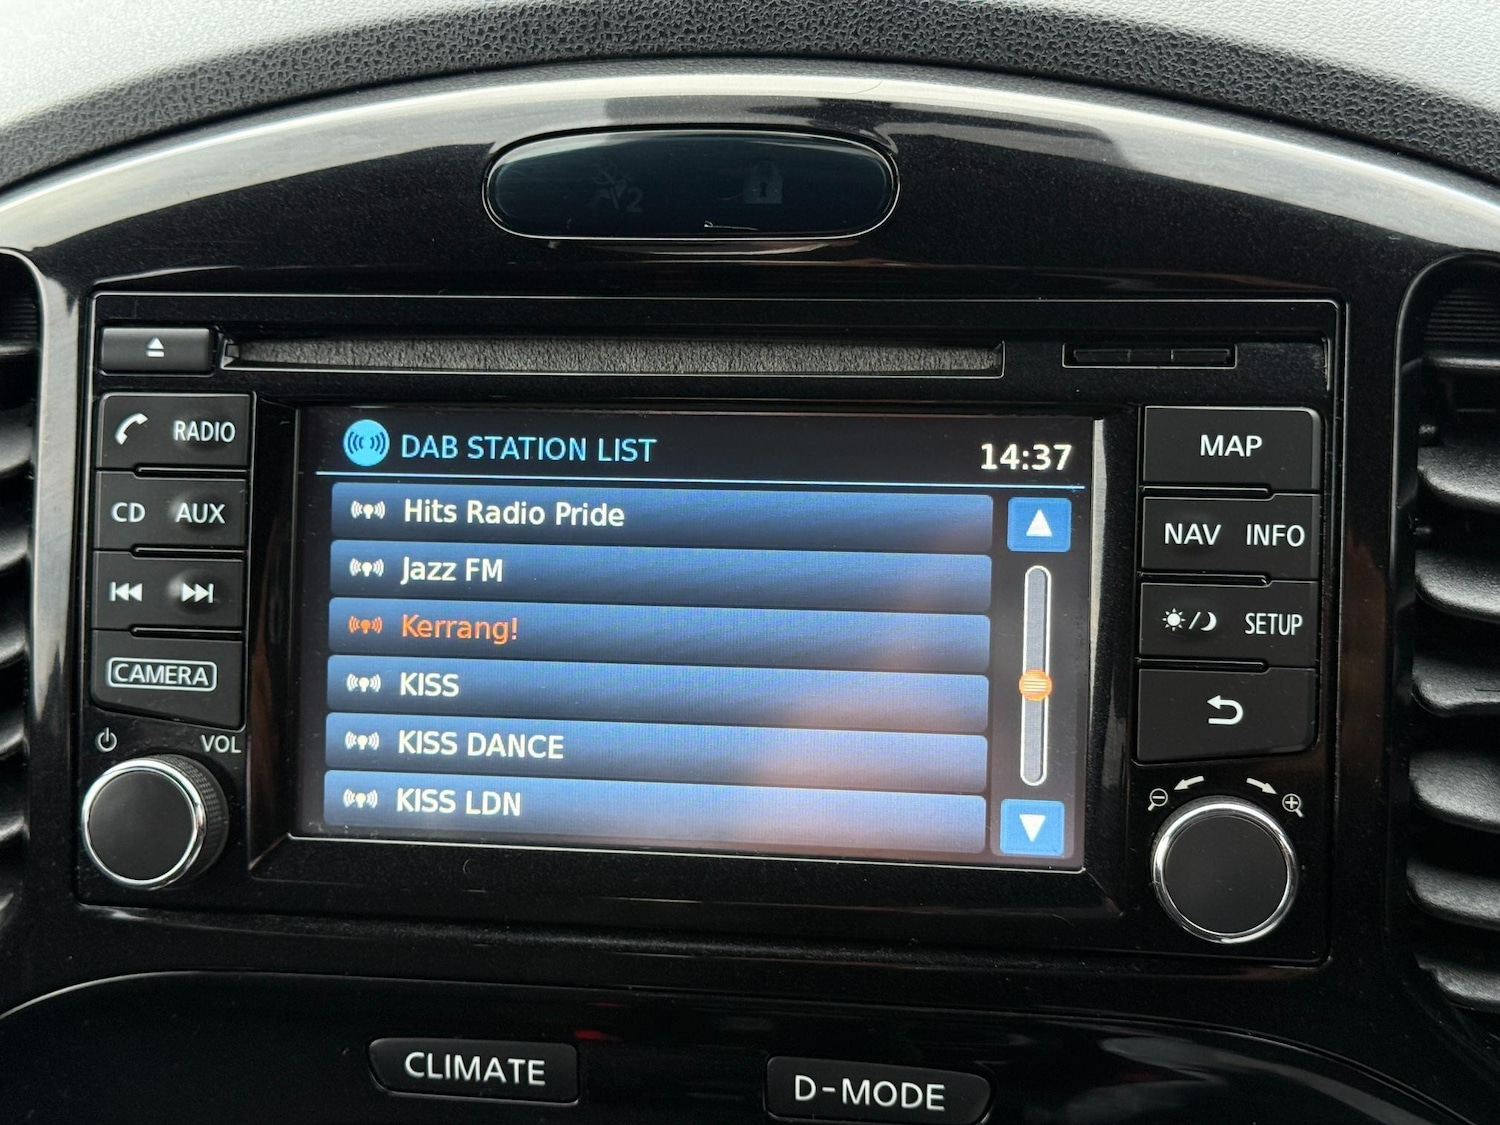 2
RADIO
CD AUX
CAMERA
VOL
DAB STATION LIST
14:37
Hits Radio Pride
Jazz FM
Kerrang!
KISS
KISS DANCE
KISS LDN
MAP
NAV INFO
SETUP
CLIMATE
D-MODE